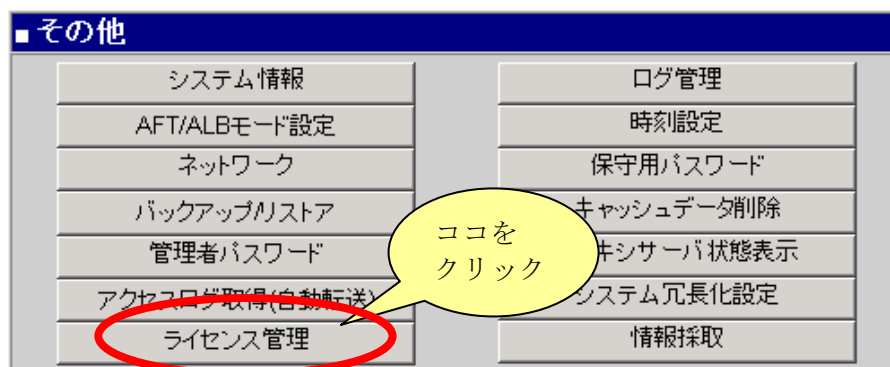 ■その他
システム情報
ログ管理
AFT/ALBモード設定
時刻設定
ネットワーク
保守用パスワード
バックアップ/リストア
キャッシュデータ削除
管理者パスワード
キシサーバ状態表示
アクセスログ取得(自動転送)
システム冗長化設定
ライセンス管理
情報採取
ココを
クリック